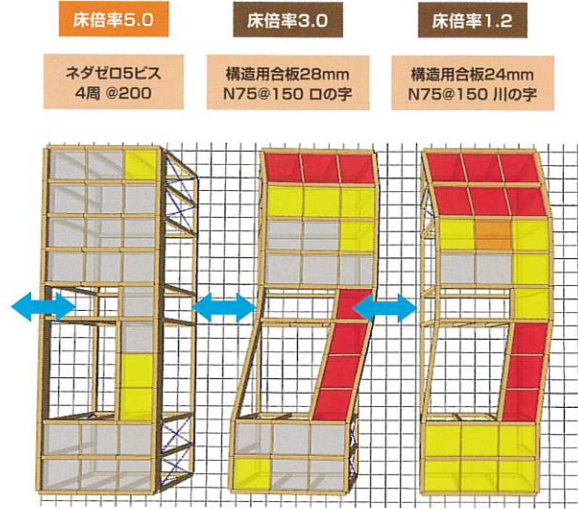 床倍率5.0
床倍率3.0
床倍率1.2
ネダゼロ5ビス
4周 @200
構造用合板28mm
N75@150 ロの字
構造用合板24mm
N75@150 川の字